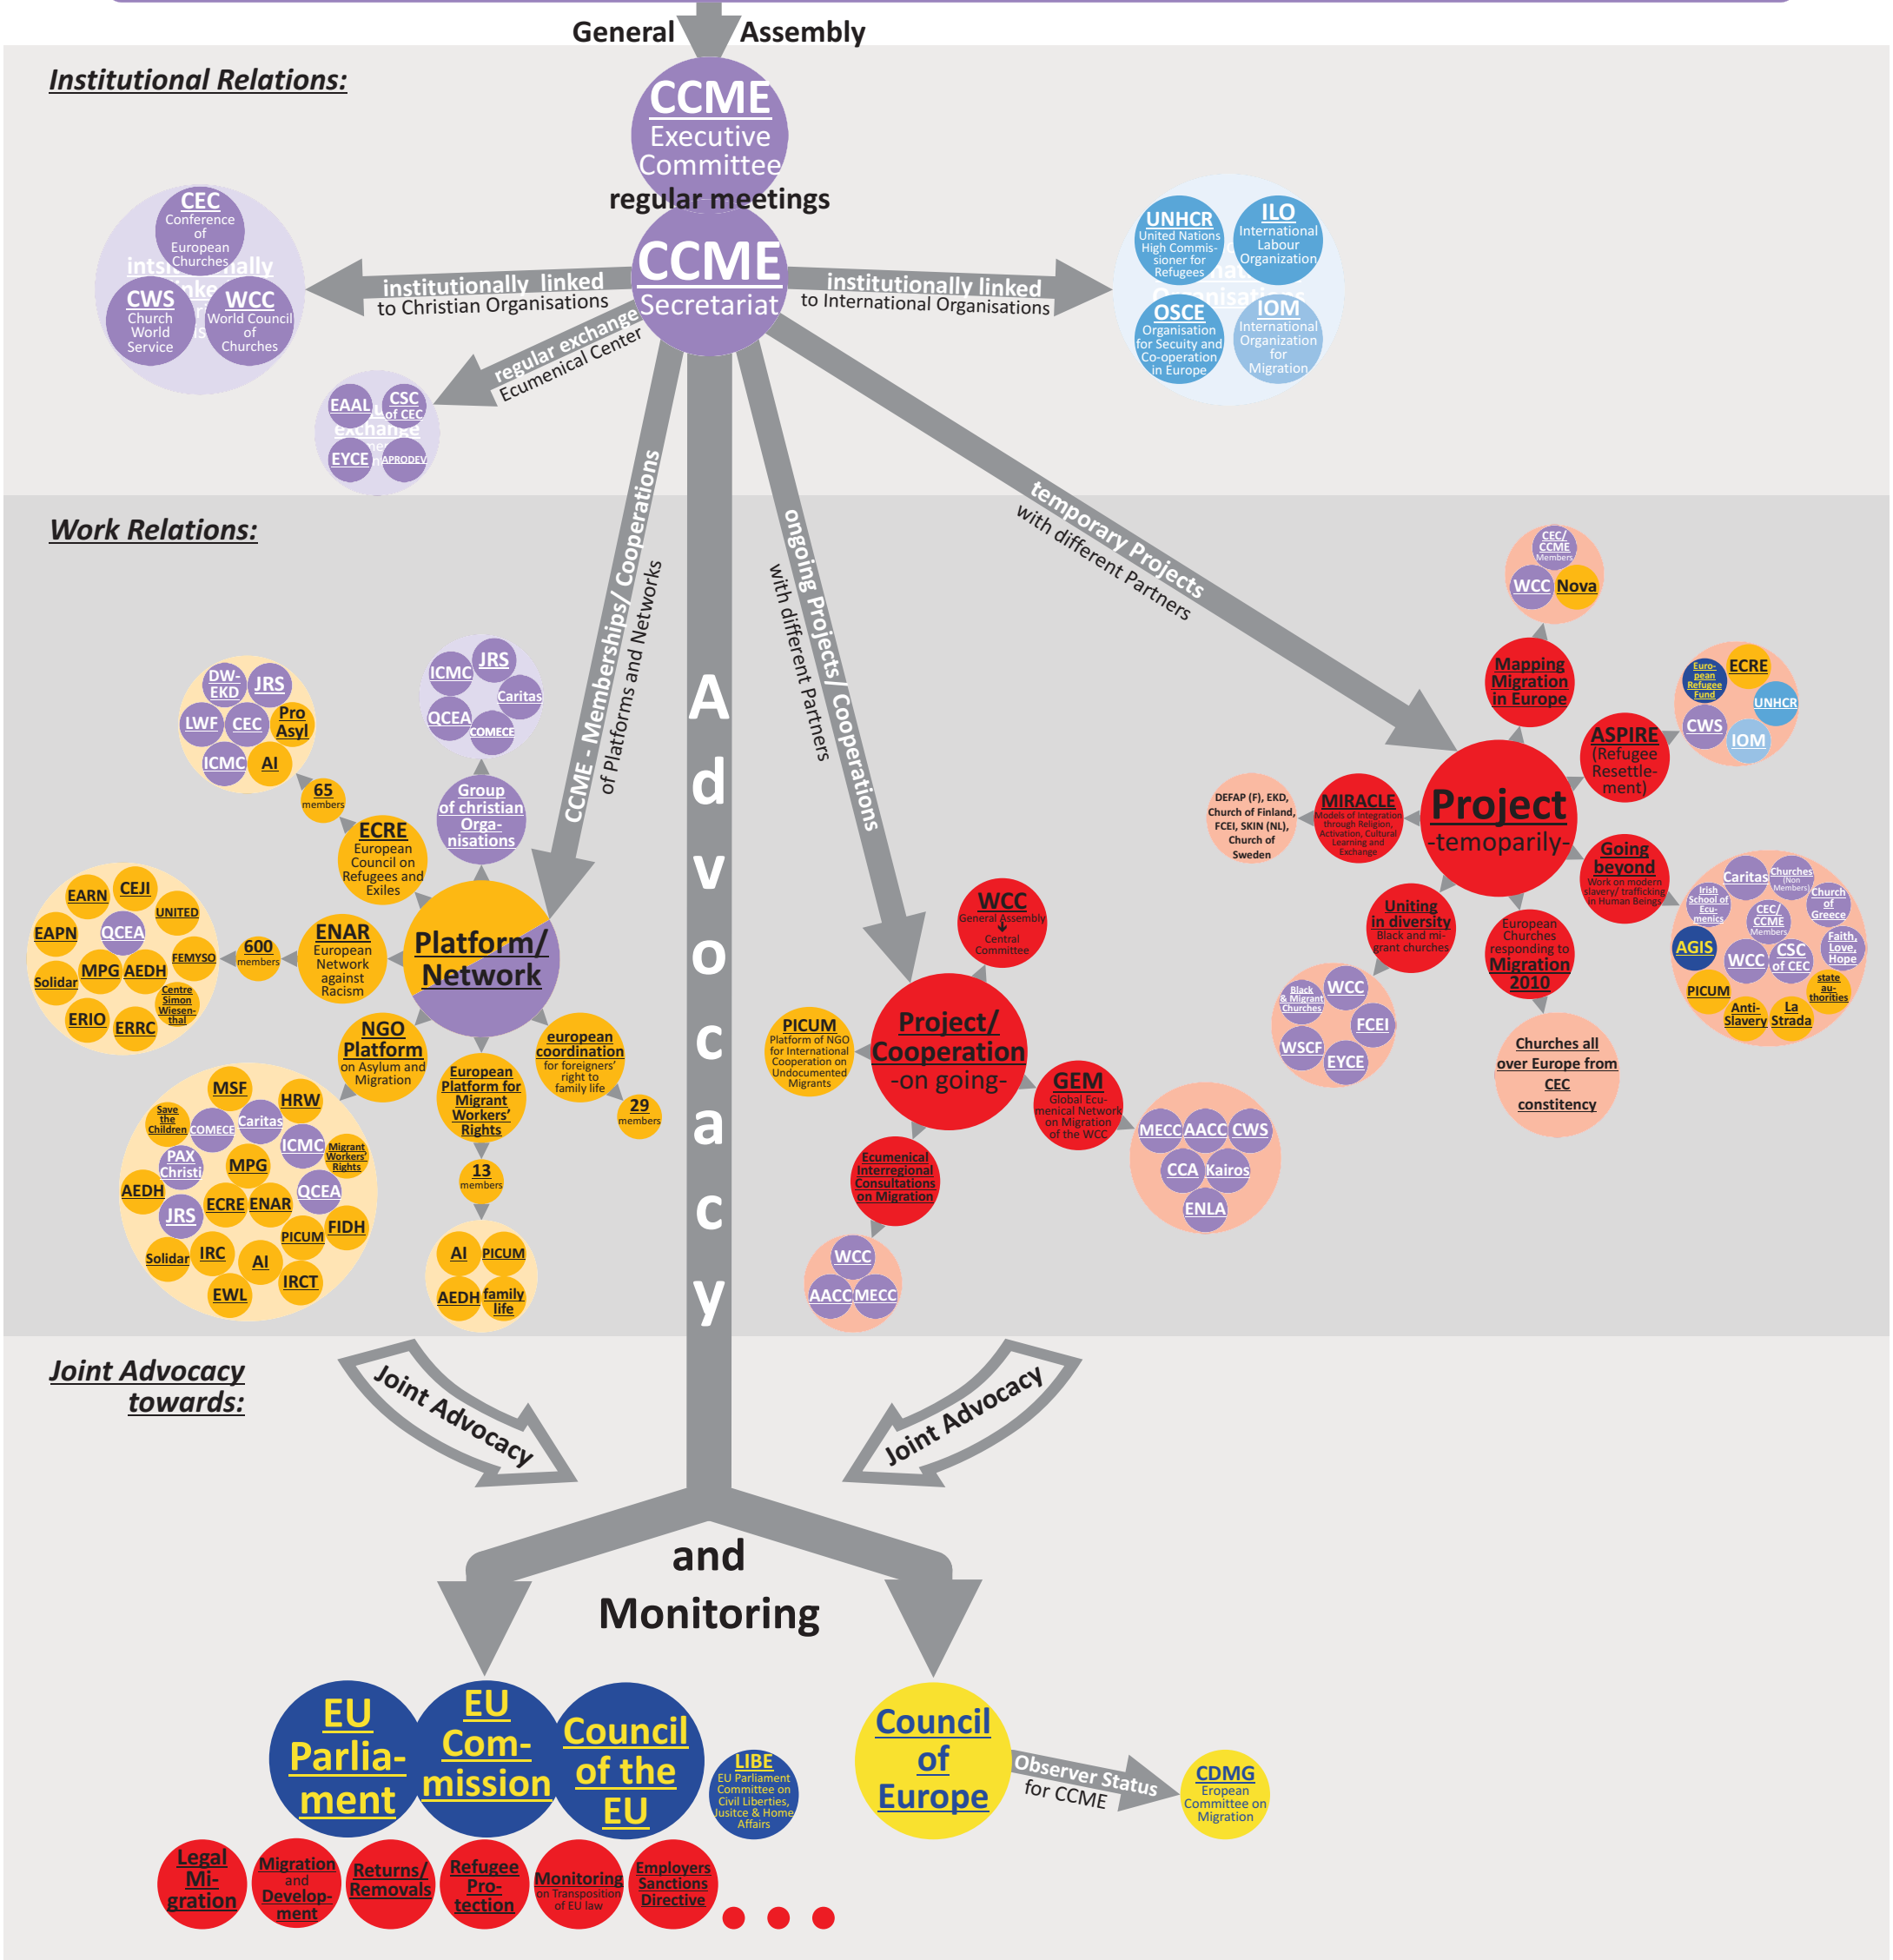 General Assembly
Institutional Relations:
CCME
Executive
Committee
regular meetings
CCME
Secretariat
institutionally linked
to Christian Organisations
institutionally linked
to International Organisations
regular exchange
Ecumenical Center
CEC
Conference
of
European
Churches
CWS
Church
World
Service
WCC
World Council
of
Churches
EAAL
CSC
of CEC
exchange
EYCE
APRODEV
UNHCR
United Nations
High Commis-
sioner for
Refugees
ILO
International
Labour
Organization
OSCE
Organisation
for Secuity and
Co-operation
in Europe
IOM
International
Organization
for
Migration
Work Relations:
CCME - Memberships/ Cooperations
of Platforms and Networks
ongoing Projects/ Cooperations
with different Partners
temporary Projects
with different Partners
Advocacy
DW-
EKD
JRS
LWF
CEC
Pro
Asyl
ICMC
AI
65
members
ECRE
European
Council on
Refugees and
Exiles
ICMC
JRS
Caritas
QCEA
COMECE
Group
of christian
Orga-
nisations
Platform/
Network
EARN
CEJI
UNITED
EAPN
QCEA
FEMYSO
Solidar
MPG
AEDH
Centre
Simon
Wiesen-
thal
ERIO
ERRC
600
members
ENAR
European
Network
against
Racism
NGO
Platform
on Asylum and
Migration
European
Platform for
Migrant
Workers'
Rights
european
coordination
for foreigners'
right to
family life
29
members
13
members
AI
PICUM
AEDH
family
life
MSF
HRW
Save
the
Children
COMECE
Caritas
ICMC
Migrant
Workers'
Rights
PAX
Christi
MPG
AEDH
ECRE
ENAR
QCEA
JRS
PICUM
FIDH
Solidar
IRC
AI
IRCT
EWL
WCC
General Assembly
Central
Committee
Project/
Cooperation
-on going-
PICUM
Platform of NGO
for International
Cooperation on
Undocumented
Migrants
GEM
Global Ecu-
menical Network
on Migration
of the WCC
MECC
AACC
CWS
CCA
Kairos
ENLA
Ecumenical
Interregional
Consultations
on Migration
WCC
AACC
MECC
Project
-temoparily-
CEC/
CCME
Members
WCC
Nova
Mapping
Migration
in Europe
ASPIRE
(Refugee
Resettle-
ment)
Euro-
pean
Refugee
Fund
ECRE
UNHCR
CWS
IOM
MIRACLE
Models of Integration
through Religion,
Activation, Cultural
Learning and
Exchange
DEFAP (F), EKD,
Church of Finland,
FCEI, SKIN (NL),
Church of
Sweden
Going
beyond
Work on modern
slavery/ trafficking
in Human Beings
Caritas
Churches
(Non
Members)
Irish
School of
Ecu-
menics
Church
of
Greece
CEC/
CCME
Members
AGIS
WCC
CSC
of CEC
Faith,
Love,
Hope
PICUM
Anti-
Slavery
La
Strada
state
au-
thorities
Uniting
in diversity
Black and mi-
grant churches
Black
& Migrant
Churches
WCC
FCEI
WSCF
EYCE
European
Churches
responding to
Migration
2010
Churches all
over Europe from
CEC
constitency
Joint Advocacy
towards:
Joint Advocacy
Joint Advocacy
and
Monitoring
EU
Parlia-
ment
EU
Com-
mission
Council
of the
EU
LIBE
EU Parliament
Committee on
Civil Liberties,
Jusitce & Home
Affairs
Council
of
Europe
Observer Status
for CCME
CDMG
Eropean
Committee on
Migration
Legal
Mi-
gration
Migration
and
Develop-
ment
Returns/
Removals
Refugee
Pro-
tection
Monitoring
on Transposition
of EU law
Employers
Sanctions
Directive